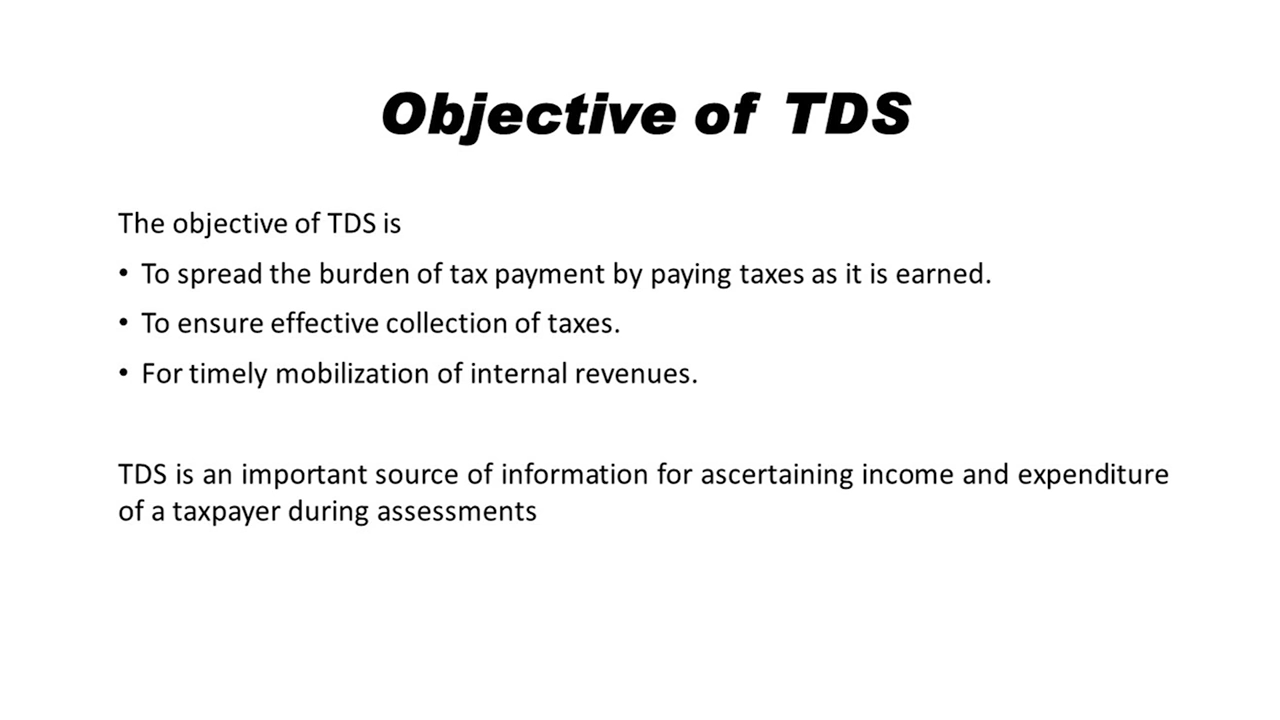 Objective of TDS
The objective of TDS is
• To spread the burden of tax payment by paying taxes as it is earned.
• To ensure effective collection of taxes.
• For timely mobilization of internal revenues.
TDS is an important source of information for ascertaining income and expenditure
of a taxpayer during assessments